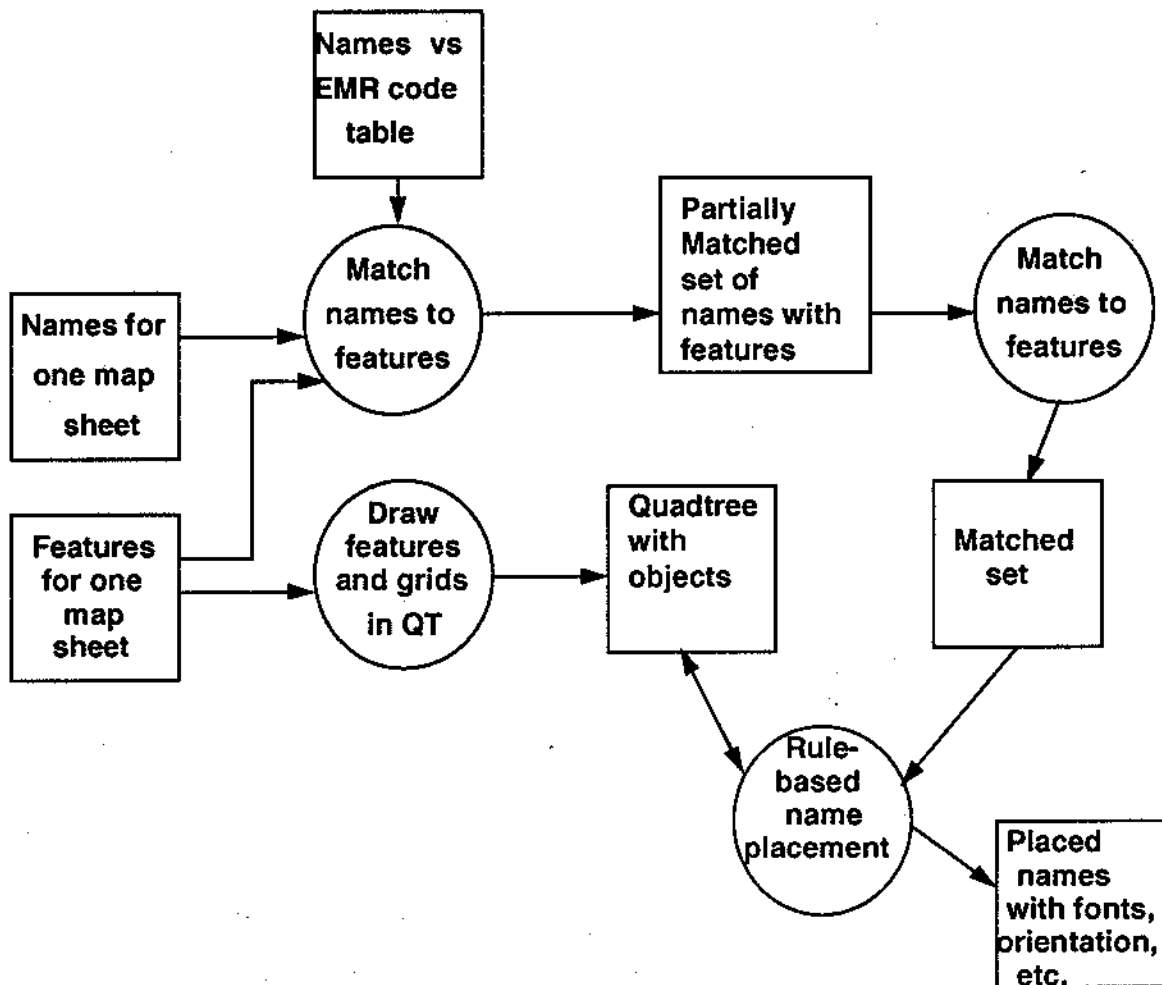 Names vs
EMR code
table
Partially
Matched
set of
names with
features
Match
names to
features
Match
names to
features
Names for
one map
sheet
Features
for one
map
sheet
Draw
features
and grids
in QT
Quadtree
with
objects
Matched
set
Rule-
based
name
placement
Placed
names
with fonts,
orientation,
etc.